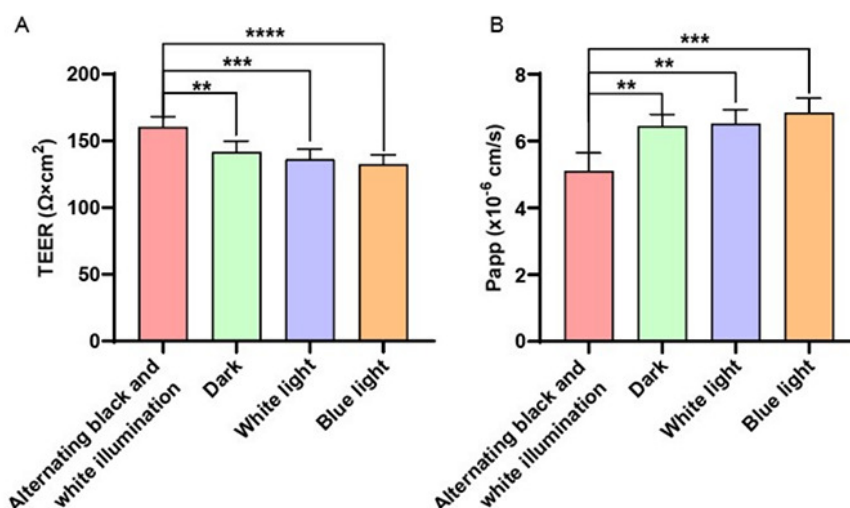 A
****
***
**
200
150
100
50
0
TEER (Ω×cm²)
Alternating black and
white illumination
Dark
White light
Blue light
B
***
**
**
8
6
4
2
0
Papp (x10⁻⁶ cm/s)
Alternating black and
white illumination
Dark
White light
Blue light